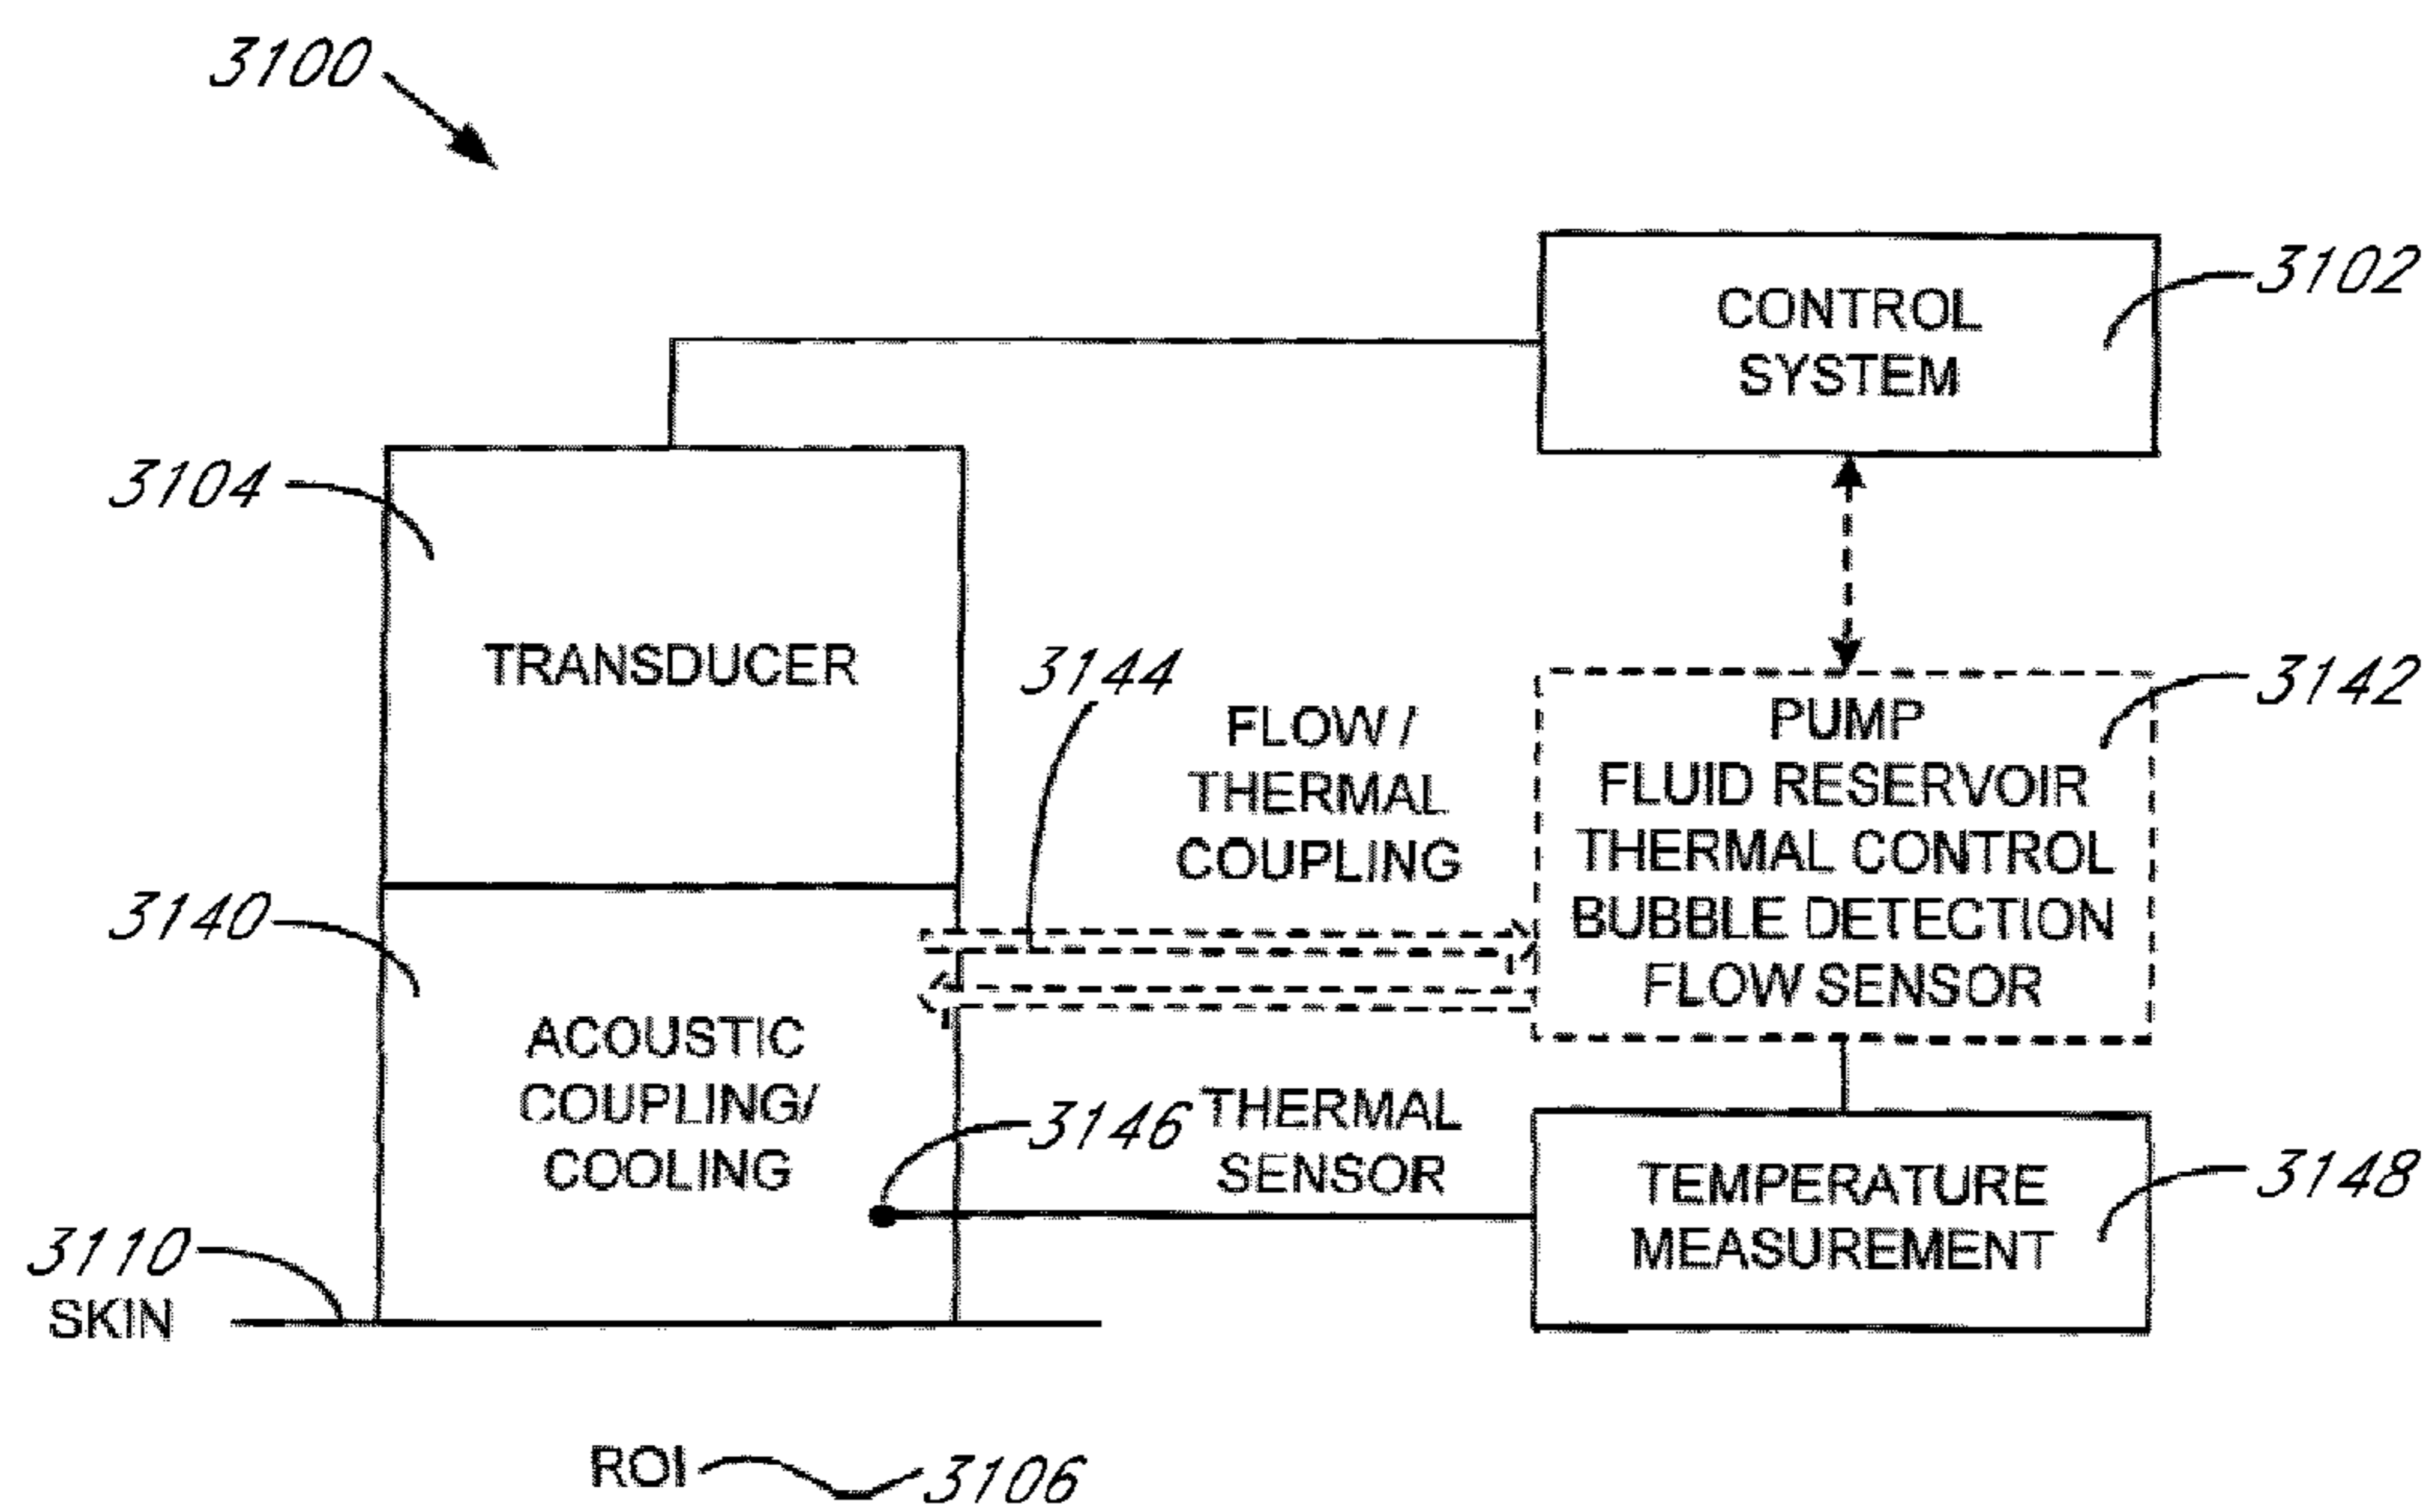 3100
CONTROL
SYSTEM
3102
3104
TRANSDUCER
3144
FLOW /
THERMAL
COUPLING
PUMP
FLUID RESERVOIR
THERMAL CONTROL
BUBBLE DETECTION
FLOW SENSOR
3142
3140
ACOUSTIC
COUPLING/
COOLING
3146
THERMAL
SENSOR
TEMPERATURE
MEASUREMENT
3148
3110
SKIN
ROI
3106